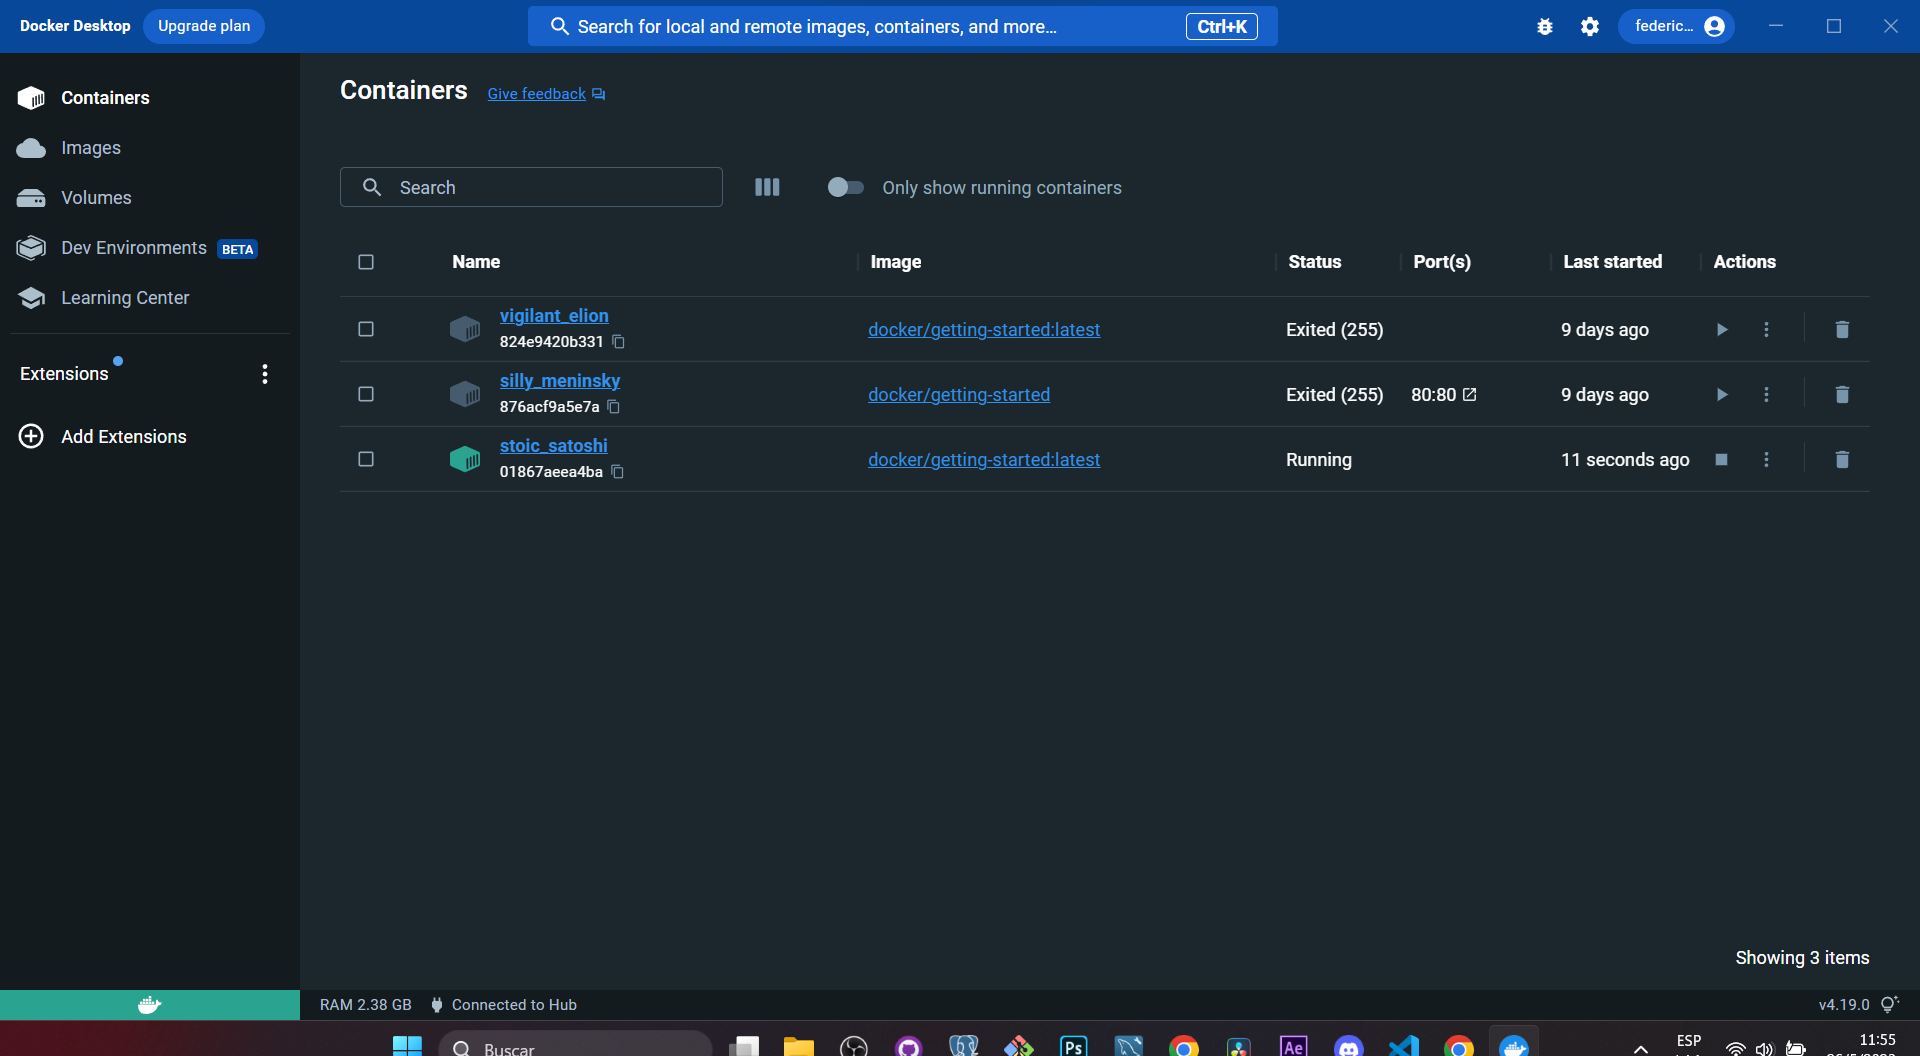 Docker Desktop Upgrade plan Search for local and remote images, containers, and more... Ctrl+K federic...
Containers
Images
Volumes
Dev Environments BETA
Learning Center
Extensions
Add Extensions
Containers Give feedback
Search Only show running containers
Name Image Status Port(s) Last started Actions
vigilant_elion
824e9420b331 docker/getting-started:latest Exited (255) 9 days ago
silly_meninsky
876acf9a5e7a docker/getting-started Exited (255) 80:80 9 days ago
stoic_satoshi
01867aeea4ba docker/getting-started:latest Running 11 seconds ago
Showing 3 items
RAM 2.38 GB Connected to Hub v4.19.0
Buscar Ps Ae ESP 11:55